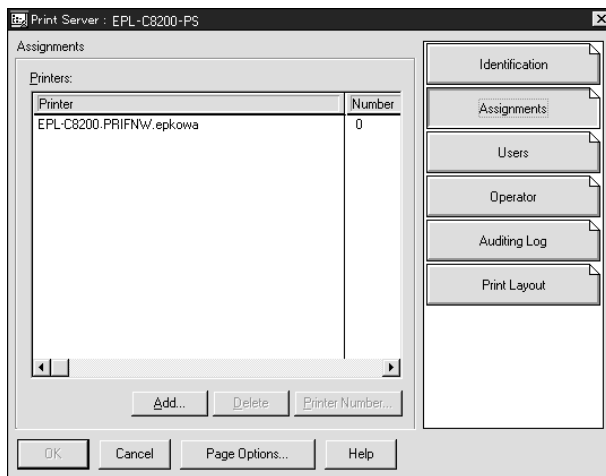 Print Server : EPL-C8200-PS
Assignments
Printers:
Printer Number
EPL-C8200.PRIFNW.epkowa 0
Add... Delete Printer Number...
OK Cancel Page Options... Help
Identification
Assignments
Users
Operator
Auditing Log
Print Layout